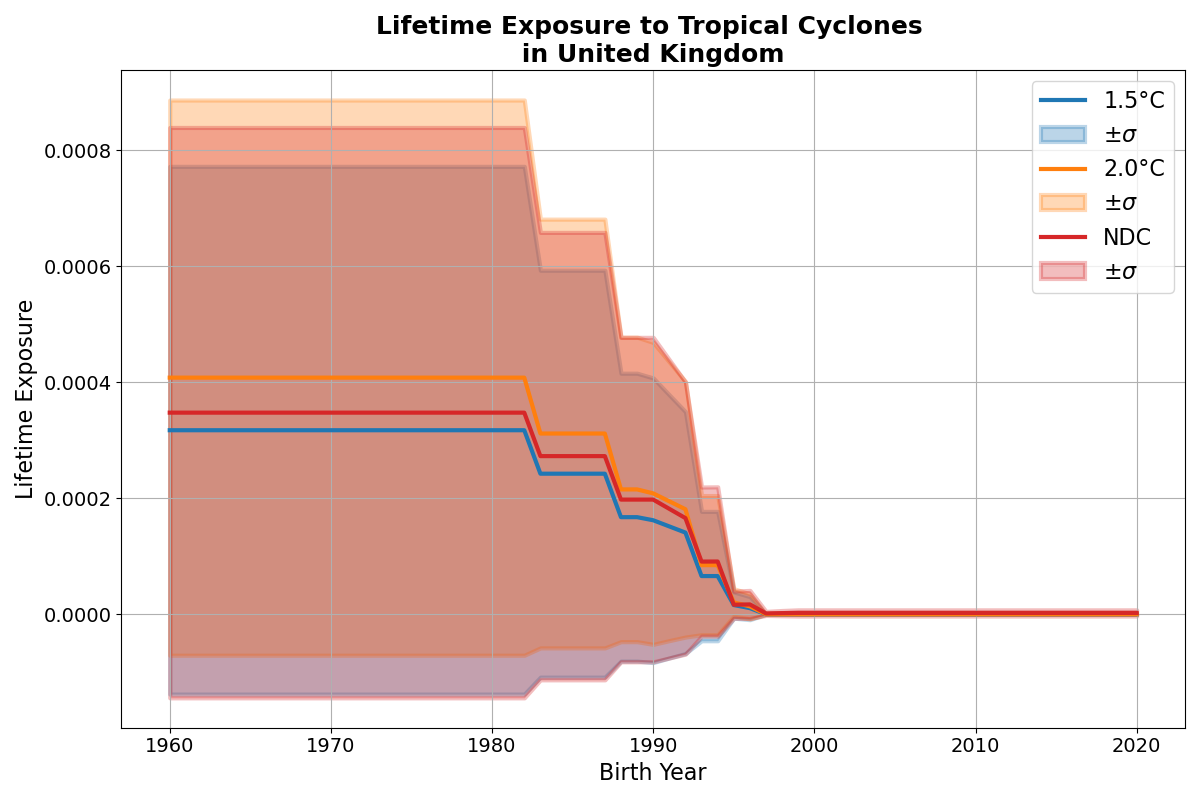 Lifetime Exposure to Tropical Cyclones
in United Kingdom
1.5°C
±σ
2.0°C
±σ
NDC
±σ
Lifetime Exposure
0.0008
0.0006
0.0004
0.0002
0.0000
1960 1970 1980 1990 2000 2010 2020
Birth Year